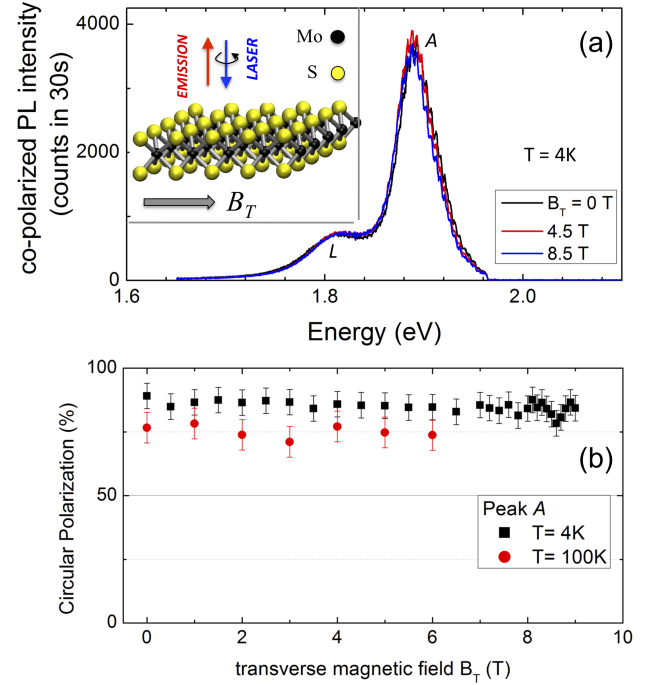 4000
2000
0
co-polarized PL intensity
(counts in 30s)
EMISSION
LASER
Mo
S
B_T
A
(a)
T = 4K
B_T = 0 T
4.5 T
8.5 T
L
1.6
1.8
2.0
Energy (eV)
100
75
50
25
0
Circular Polarization (%)
(b)
Peak A
T= 4K
T= 100K
0
2
4
6
8
10
transverse magnetic field B_T (T)